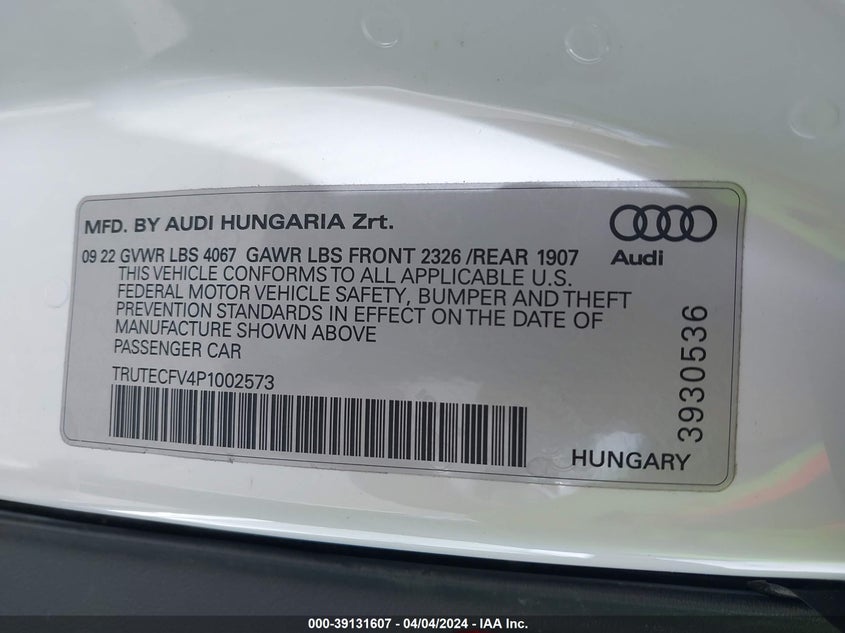 MFD. BY AUDI HUNGARIA Zrt.
09 22 GVWR LBS 4067 GAWR LBS FRONT 2326 /REAR 1907
THIS VEHICLE CONFORMS TO ALL APPLICABLE U.S.
FEDERAL MOTOR VEHICLE SAFETY, BUMPER AND THEFT
PREVENTION STANDARDS IN EFFECT ON THE DATE OF
MANUFACTURE SHOWN ABOVE
PASSENGER CAR
TRUTECFV4P1002573
Audi
3930536
HUNGARY
000-39131607 - 04/04/2024 - IAA Inc.